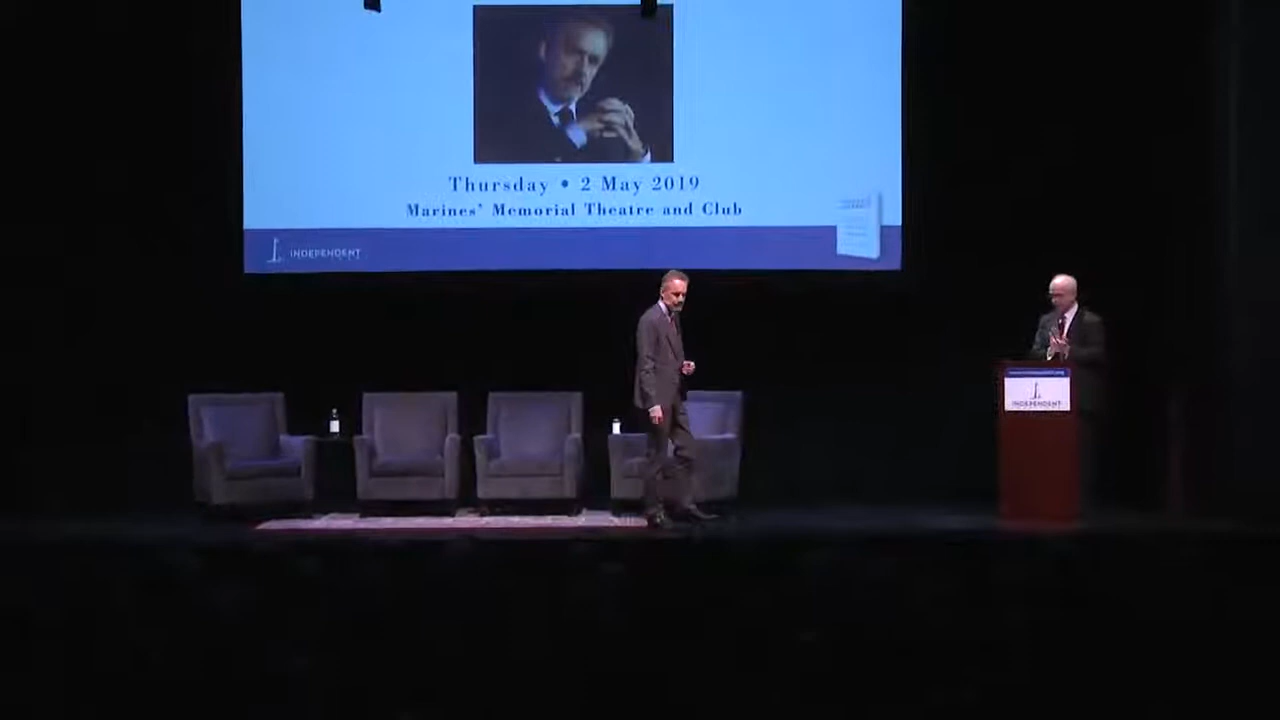 Thursday • 2 May 2019
Marines' Memorial Theatre and Club
INDEPENDENT
INDEPENDENT